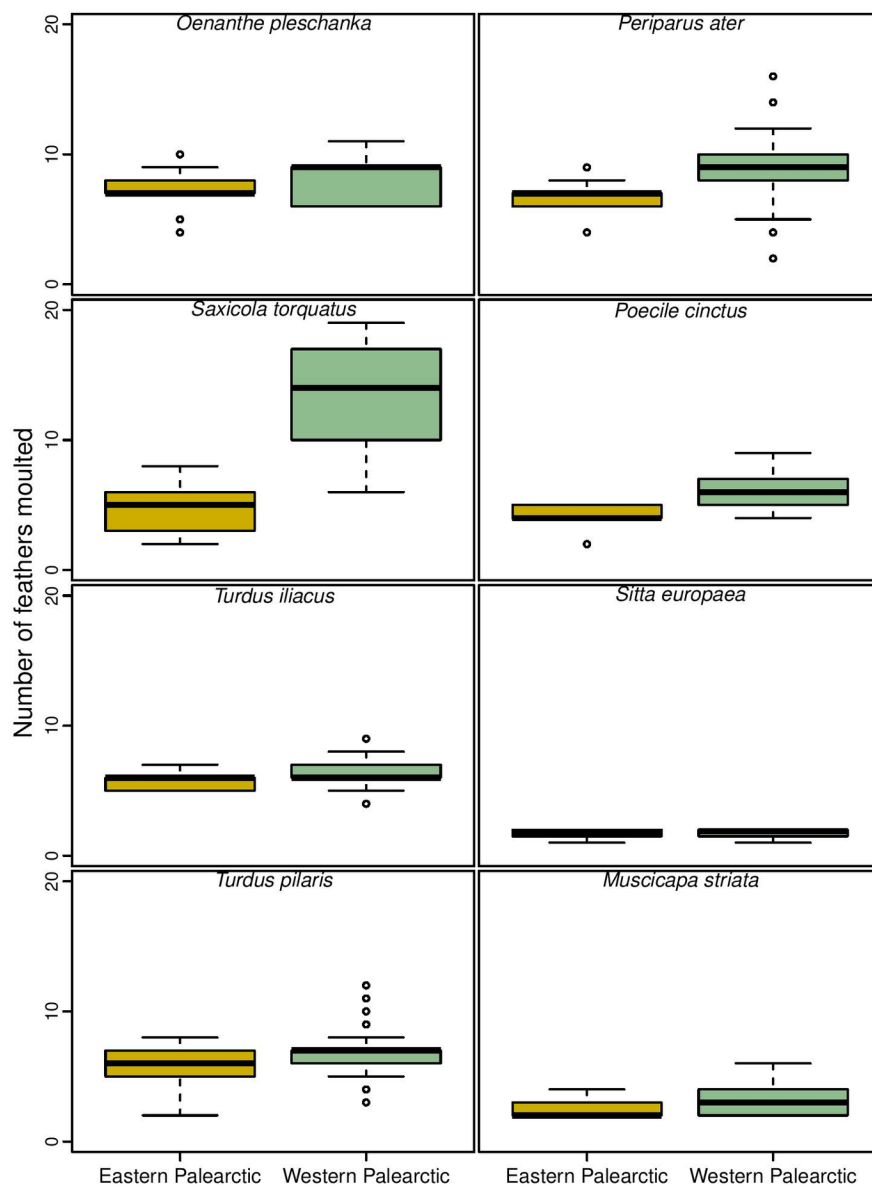 Oenanthe pleschanka
Periparus ater
20
10
0
Saxicola torquatus
Poecile cinctus
20
10
0
Number of feathers moulted
Turdus iliacus
Sitta europaea
20
10
0
Turdus pilaris
Muscicapa striata
20
10
0
Eastern Palearctic Western Palearctic Eastern Palearctic Western Palearctic